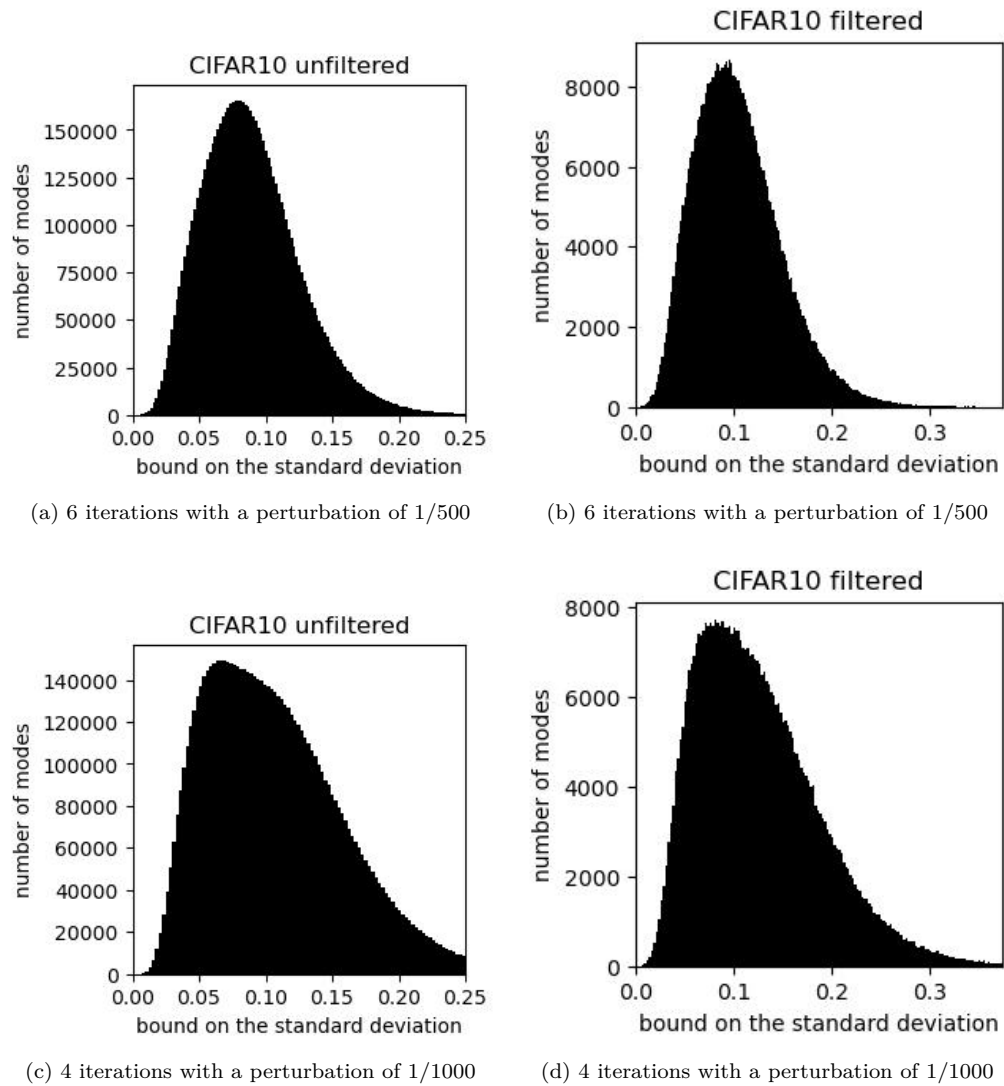 CIFAR10 unfiltered
number of modes
150000
125000
100000
75000
50000
25000
0
0.00 0.05 0.10 0.15 0.20 0.25
bound on the standard deviation
(a) 6 iterations with a perturbation of 1/500
CIFAR10 filtered
number of modes
8000
6000
4000
2000
0
0.0 0.1 0.2 0.3
bound on the standard deviation
(b) 6 iterations with a perturbation of 1/500
CIFAR10 unfiltered
number of modes
140000
120000
100000
80000
60000
40000
20000
0
0.00 0.05 0.10 0.15 0.20 0.25
bound on the standard deviation
(c) 4 iterations with a perturbation of 1/1000
CIFAR10 filtered
number of modes
8000
6000
4000
2000
0
0.0 0.1 0.2 0.3
bound on the standard deviation
(d) 4 iterations with a perturbation of 1/1000